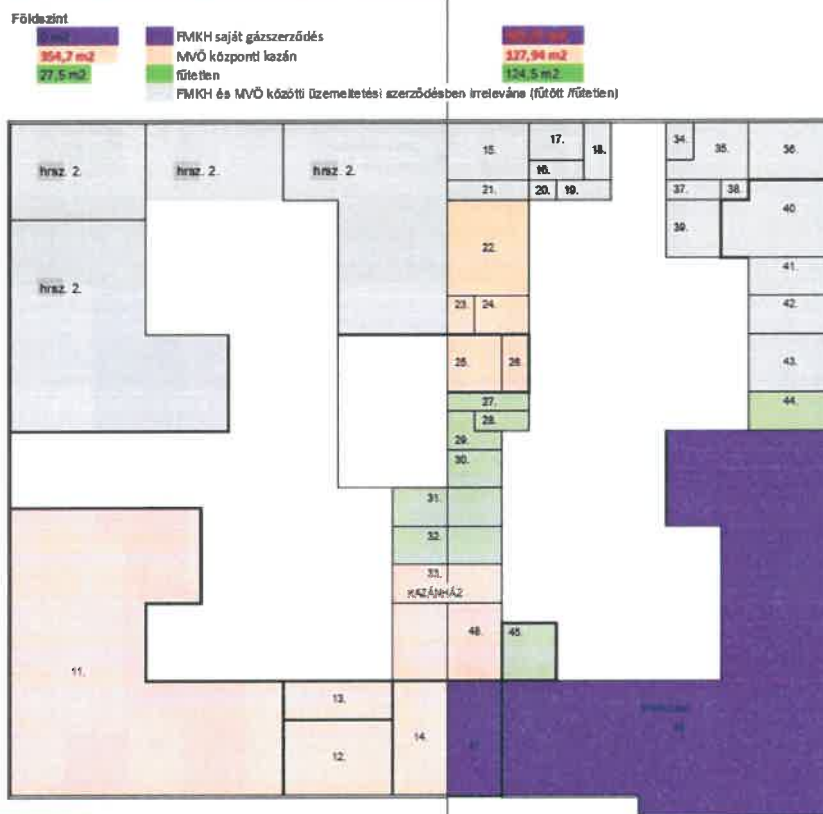 Földszint
0 m2 FMKH saját gázszerződés
354,7 m2 MVÖ központi kazán 127,94 m2
27,5 m2 fűtetlen 124,5 m2
FMKH és MVÖ közötti üzemeltetési szerződésben irreleváns (fűtött /fűtetlen)
hrsz. 2. hrsz. 2. hrsz. 2. 15. 17. 18. 34. 35. 36.
16.
21. 20. 19. 37. 38.
39. 40.
22.
hrsz. 2. 41.
23. 24. 42.
25. 26. 43.
27. 44.
28.
29.
30.
31.
32.
33.
KAZÁNHÁZ
48. 45.
11.
13.
12. 14.